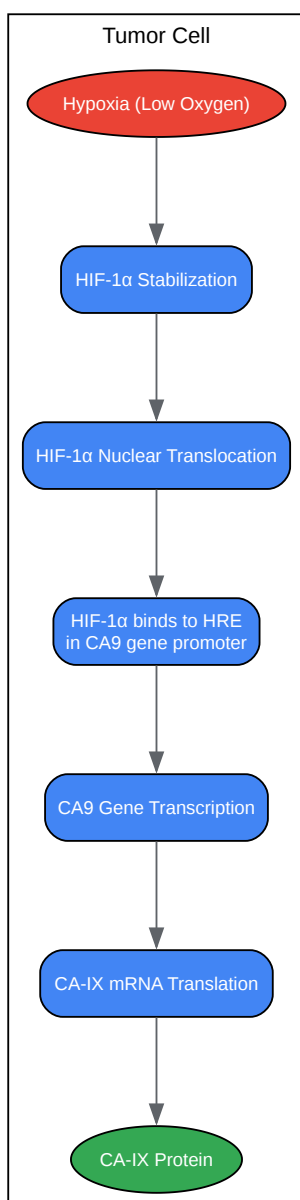 Tumor Cell
Hypoxia (Low Oxygen)
HIF-1α Stabilization
HIF-1α Nuclear Translocation
HIF-1α binds to HRE
in CA9 gene promoter
CA9 Gene Transcription
CA-IX mRNA Translation
CA-IX Protein